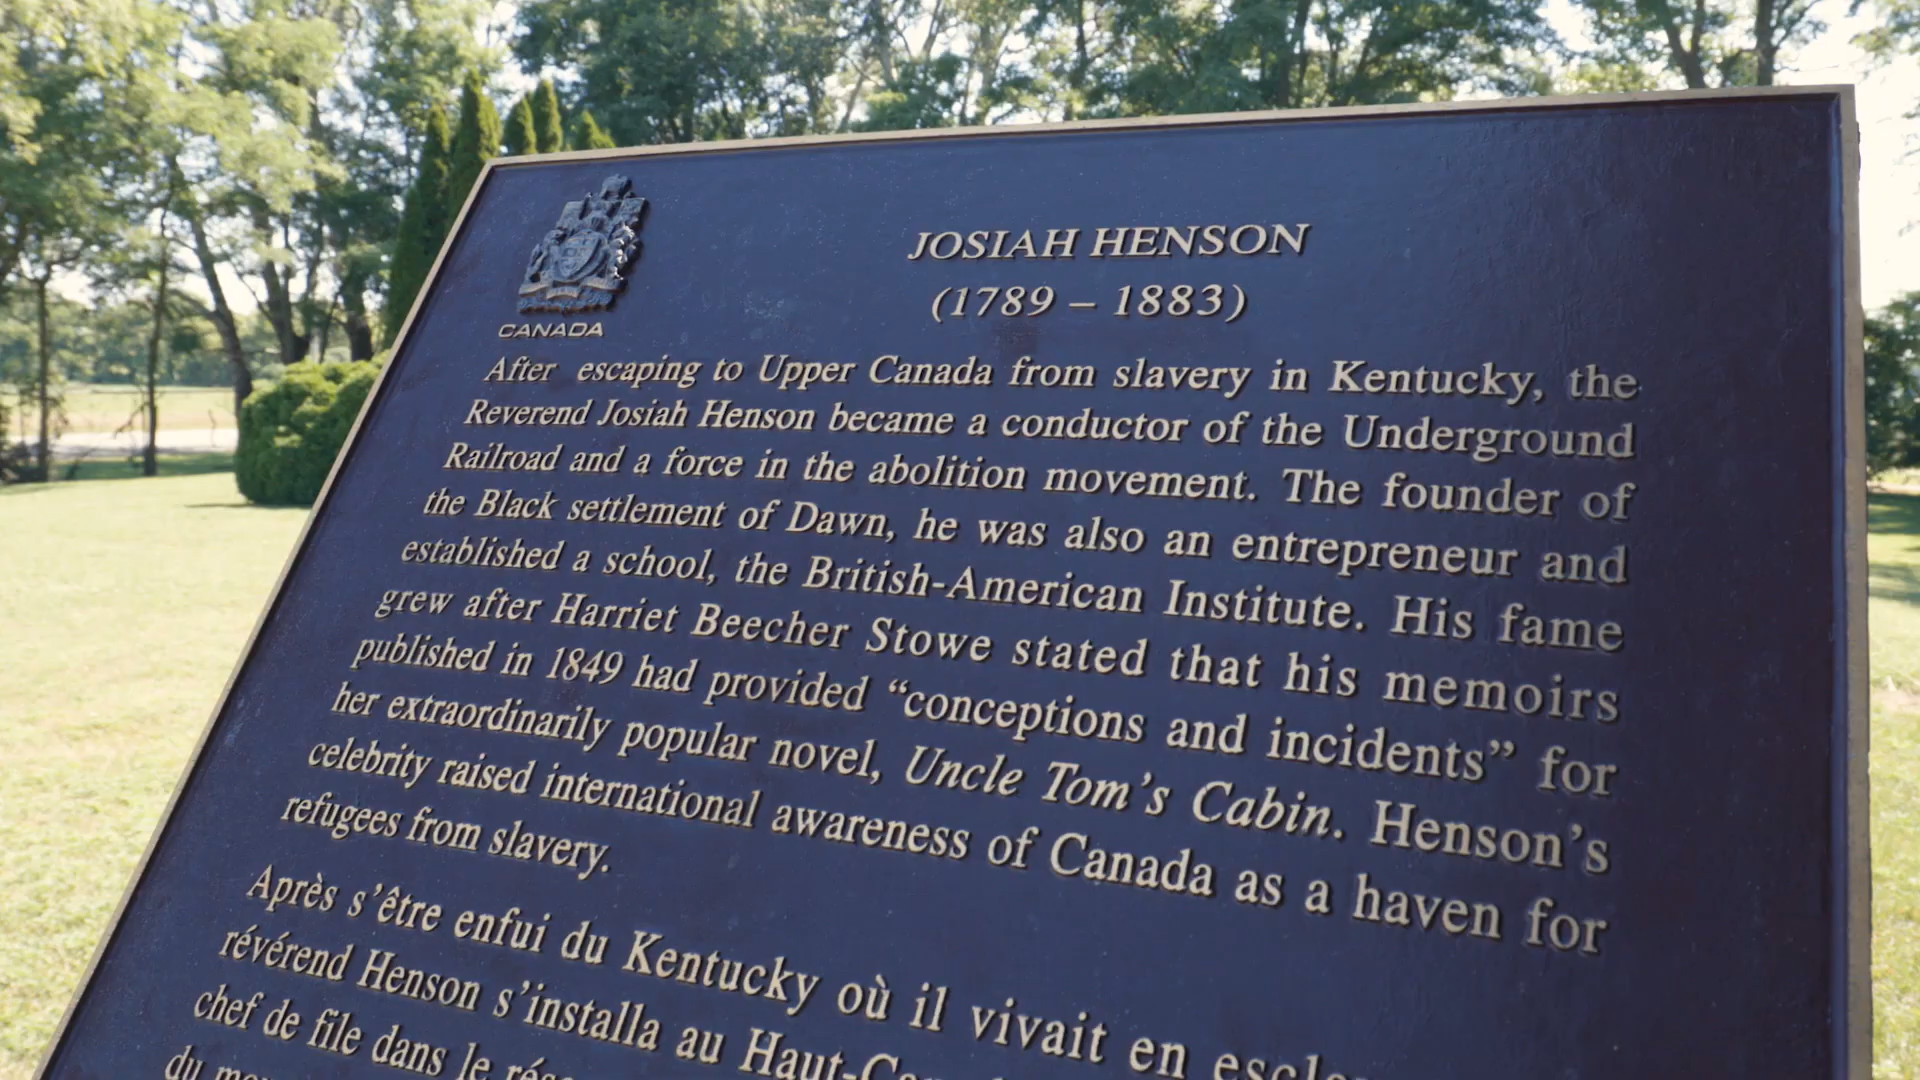 CANADA
JOSIAH HENSON
(1789 – 1883)
After escaping to Upper Canada from slavery in Kentucky, the
Reverend Josiah Henson became a conductor of the Underground
Railroad and a force in the abolition movement. The founder of
the Black settlement of Dawn, he was also an entrepreneur and
established a school, the British-American Institute. His fame
grew after Harriet Beecher Stowe stated that his memoirs
published in 1849 had provided “conceptions and incidents” for
her extraordinarily popular novel, Uncle Tom’s Cabin. Henson’s
celebrity raised international awareness of Canada as a haven for
refugees from slavery.
Après s’être enfui du Kentucky où il vivait en
révérend Henson s’installa au
chef de file dans le
du